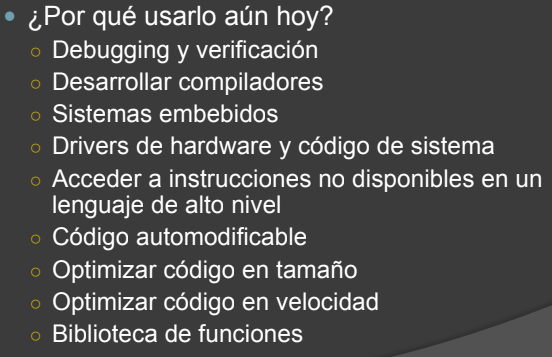 • ¿Por qué usarlo aún hoy?
○ Debugging y verificación
○ Desarrollar compiladores
○ Sistemas embebidos
○ Drivers de hardware y código de sistema
○ Acceder a instrucciones no disponibles en un
lenguaje de alto nivel
○ Código automodificable
○ Optimizar código en tamaño
○ Optimizar código en velocidad
○ Biblioteca de funciones